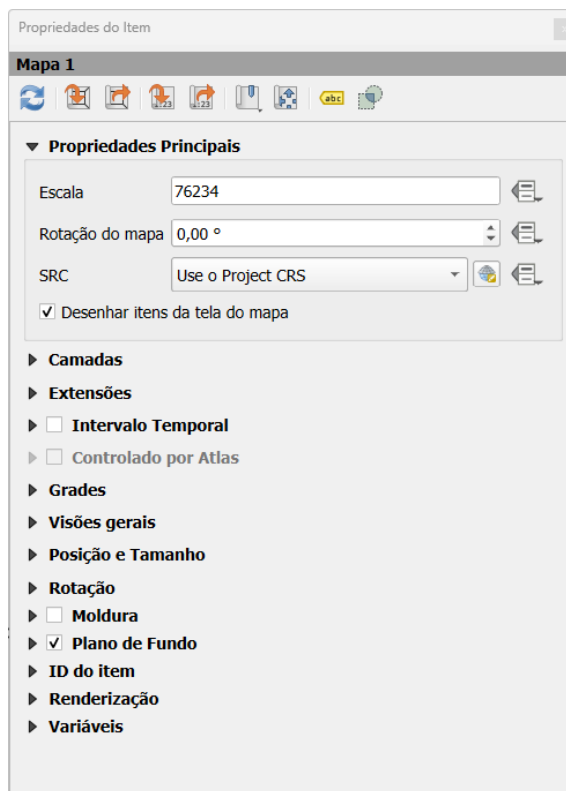 Propriedades do Item
Mapa 1
abc
Propriedades Principais
Escala 76234
Rotação do mapa 0,00 °
SRC Use o Project CRS
Desenhar itens da tela do mapa
Camadas
Extensões
Intervalo Temporal
Controlado por Atlas
Grades
Visões gerais
Posição e Tamanho
Rotação
Moldura
Plano de Fundo
ID do item
Renderização
Variáveis